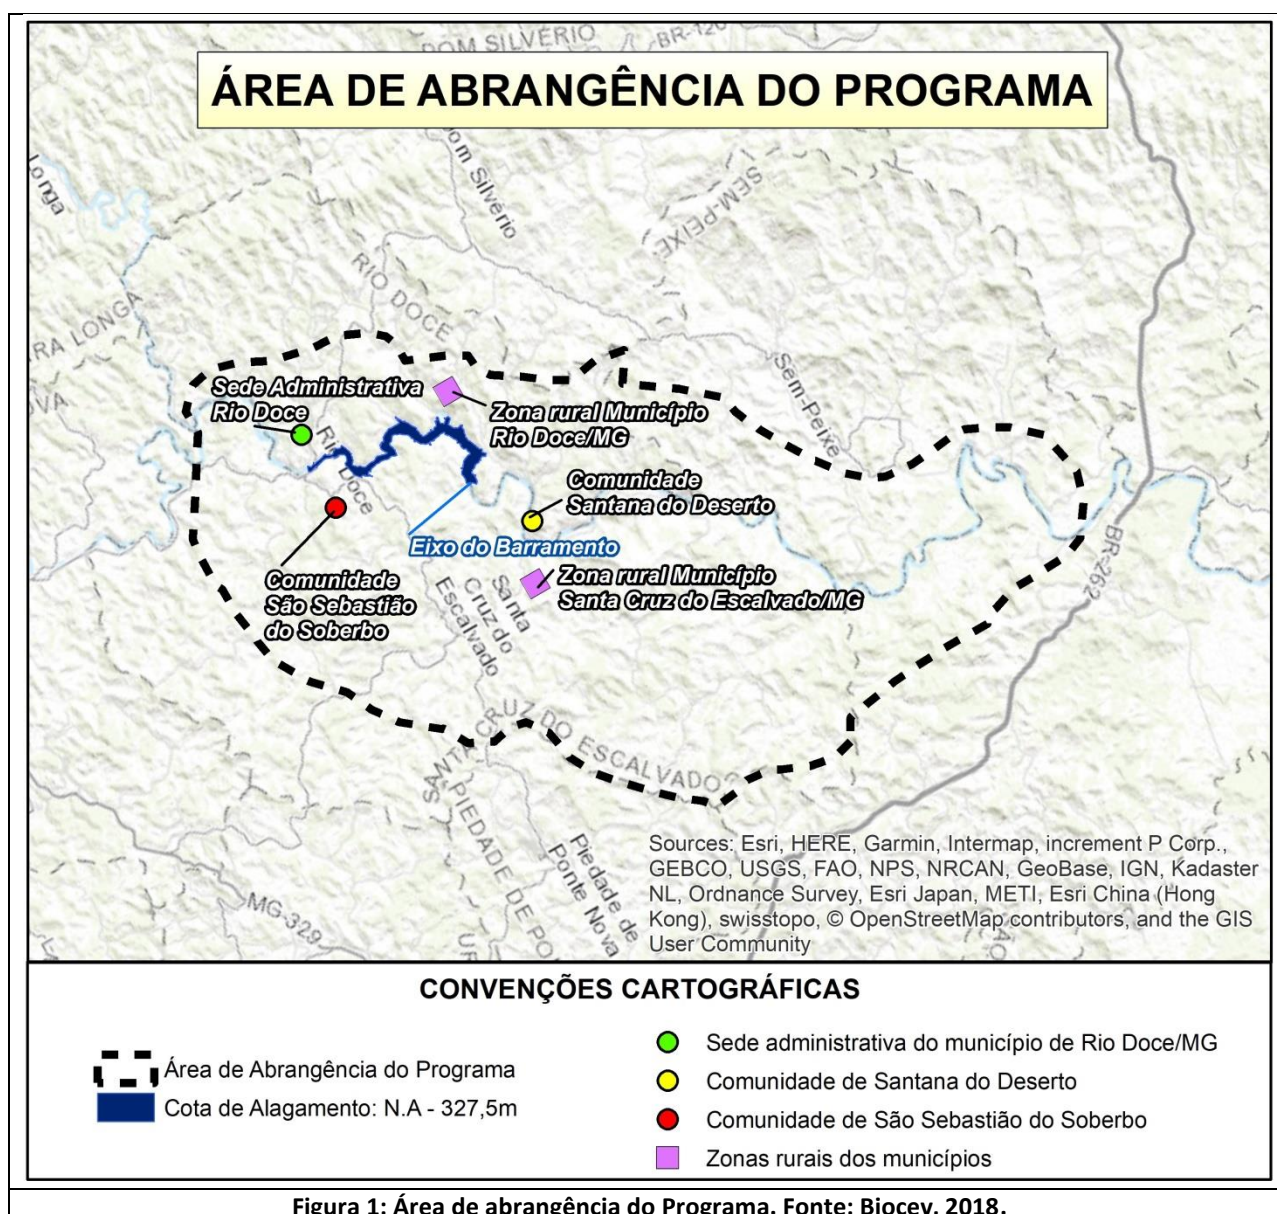 DOM SILVÉRIO
BR-120
ÁREA DE ABRANGÊNCIA DO PROGRAMA
Longa
Dom Silvério
SEM-PEIXE
RIO DOCE
RRA LONGA
OVA
Sem-Peixe
Sede Administrativa
Rio Doce
Zona rural Município
Rio Doce/MG
Rio Doce
Comunidade
Santana do Deserto
Eixo do Barramento
Comunidade
São Sebastião
do Soberbo
Zona rural Município
Santa Cruz do Escalvado/MG
Santa
Cruz do
Escalvado
BR-262
SANTA CRUZ DO ESCALVADO
PIEDADE DE PO
Piedade de
Ponte Nova
MG-329
Sources: Esri, HERE, Garmin, Intermap, increment P Corp.,
GEBCO, USGS, FAO, NPS, NRCAN, GeoBase, IGN, Kadaster
NL, Ordnance Survey, Esri Japan, METI, Esri China (Hong
Kong), swisstopo, © OpenStreetMap contributors, and the GIS
User Community
CONVENÇÕES CARTOGRÁFICAS
Área de Abrangência do Programa
Cota de Alagamento: N.A - 327,5m
Sede administrativa do município de Rio Doce/MG
Comunidade de Santana do Deserto
Comunidade de São Sebastião do Soberbo
Zonas rurais dos municípios
Figura 1: Área de abrangência do Programa. Fonte: Biocev, 2018.